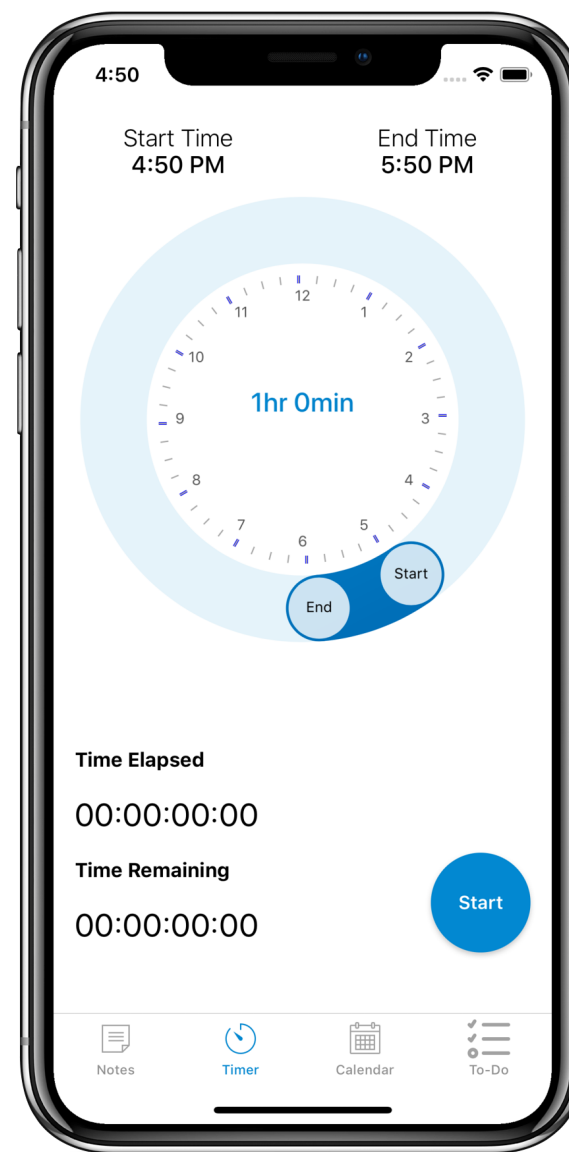 4:50
Start Time
End Time
4:50 PM
5:50 PM
12
11
1
10
2
1hr 0min
9
3
8
4
7
5
6
Start
End
Time Elapsed
00:00:00:00
Time Remaining
Start
00:00:00:00
Notes
Timer
Calendar
To-Do